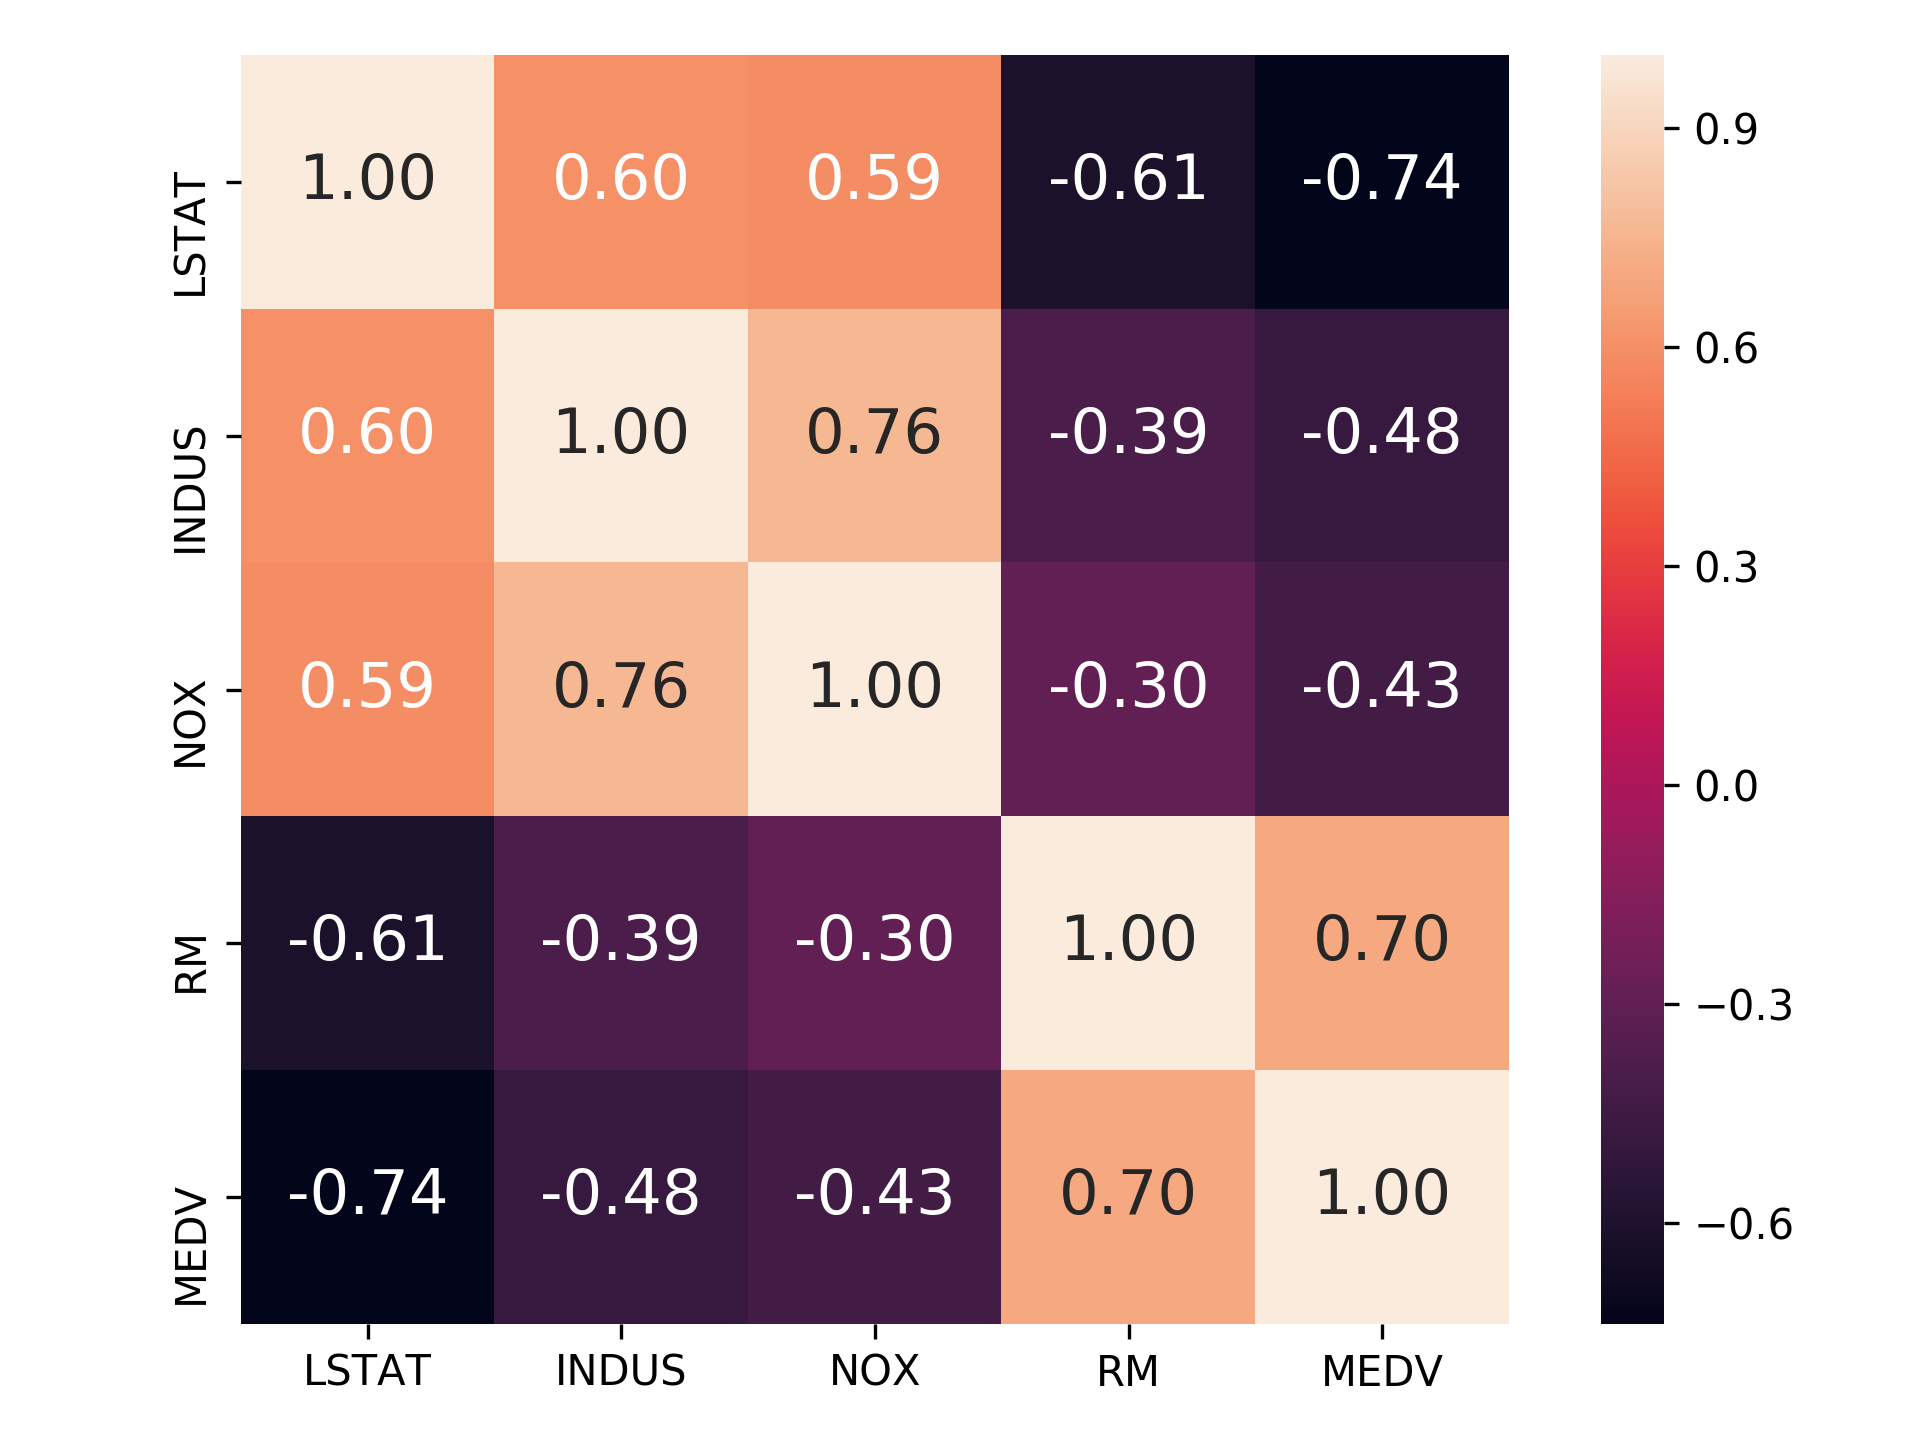 LSTAT 1.00 0.60 0.59 -0.61 -0.74
INDUS 0.60 1.00 0.76 -0.39 -0.48
NOX 0.59 0.76 1.00 -0.30 -0.43
RM -0.61 -0.39 -0.30 1.00 0.70
MEDV -0.74 -0.48 -0.43 0.70 1.00
LSTAT INDUS NOX RM MEDV
0.9
0.6
0.3
0.0
−0.3
−0.6